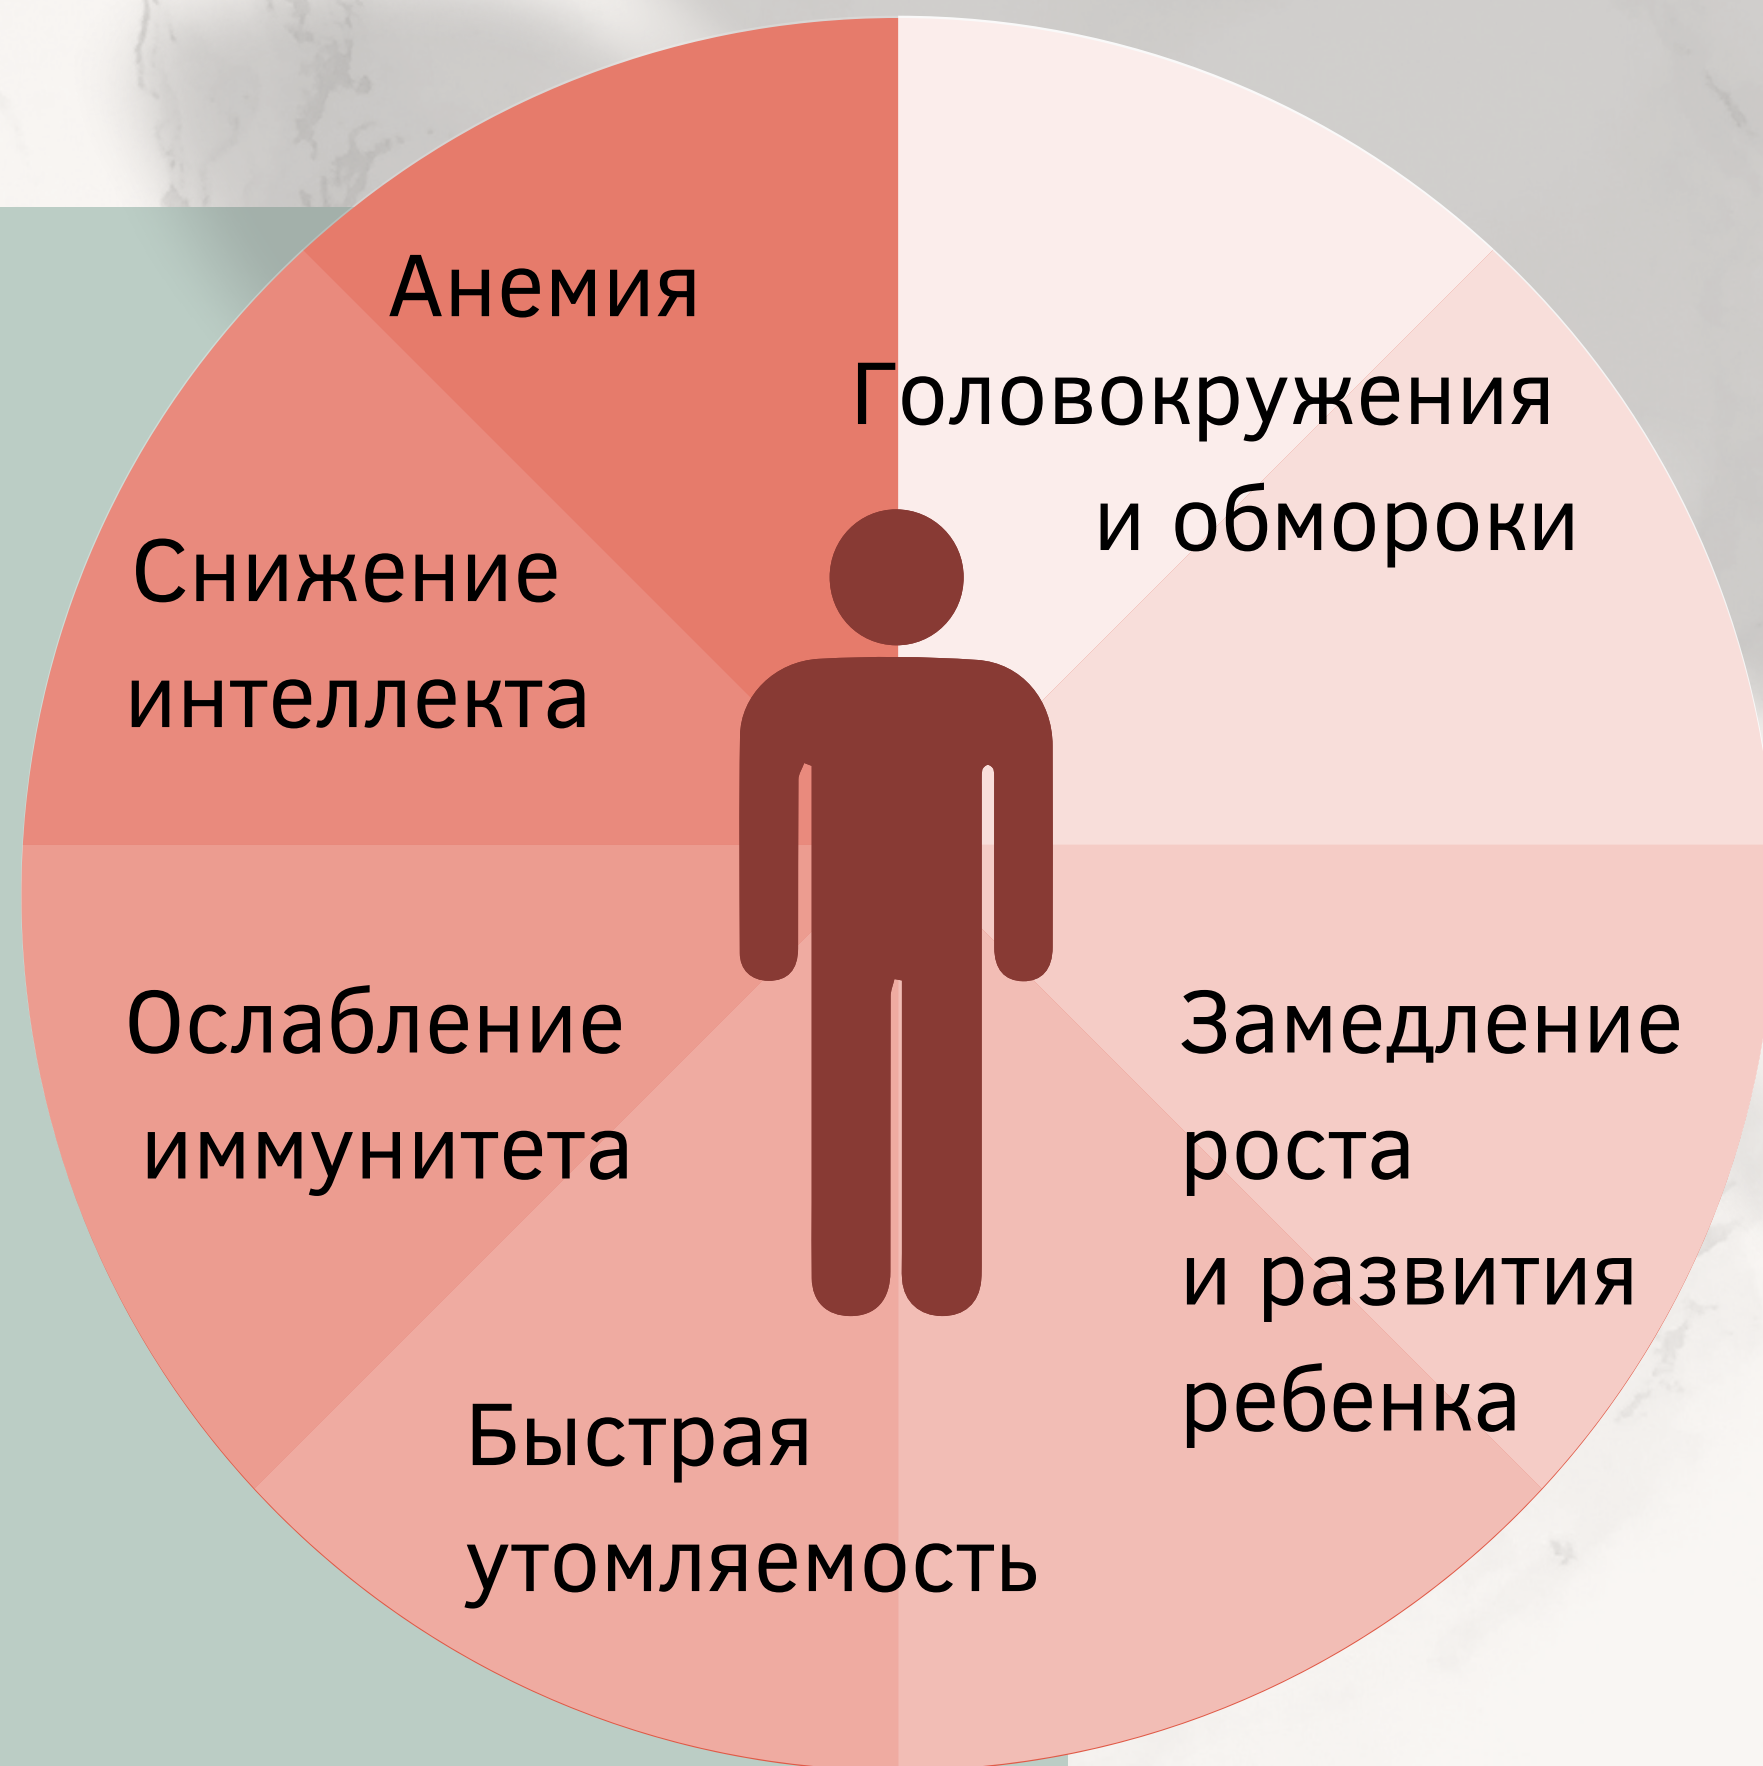 Анемия
Головокружения
и обмороки
Снижение
интеллекта
Ослабление
иммунитета
Замедление
роста
и развития
ребенка
Быстрая
утомляемость